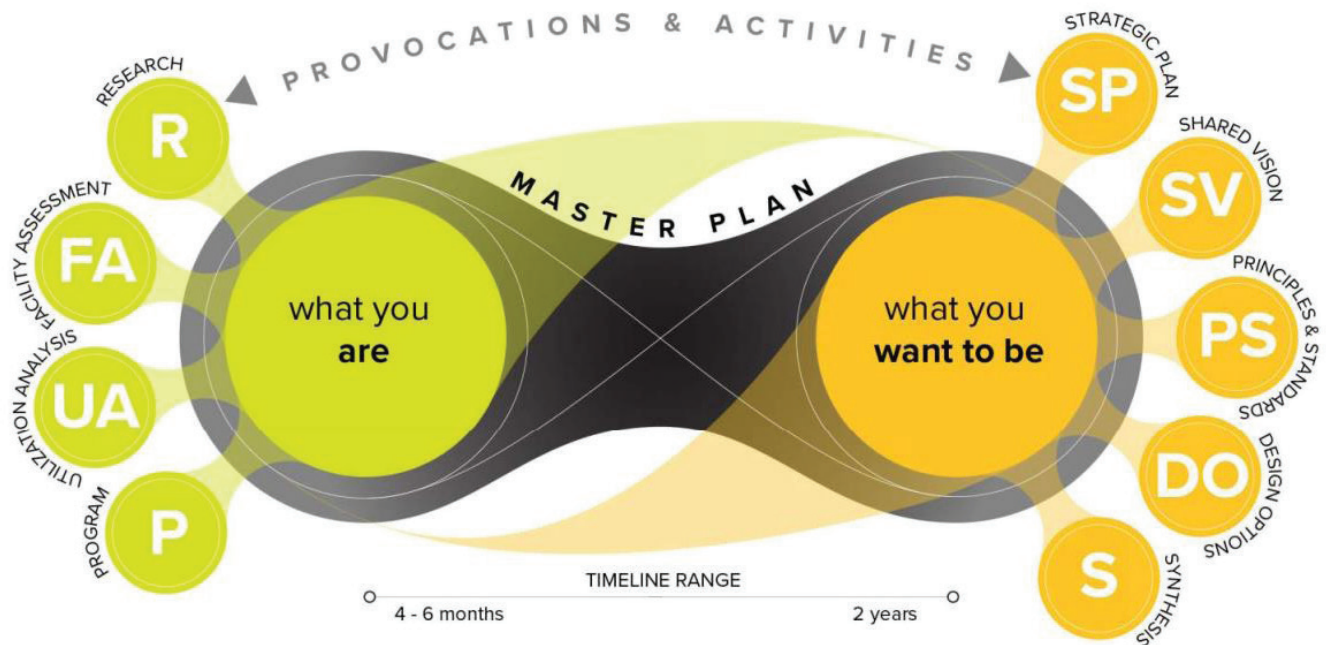 PROVOCATIONS & ACTIVITIES
RESEARCH
R
FACILITY ASSESSMENT
FA
UTILIZATION ANALYSIS
UA
PROGRAM
P
MASTER PLAN
what you
are
what you
want to be
STRATEGIC PLAN
SP
SHARED VISION
SV
PRINCIPLES & STANDARDS
PS
DESIGN OPTIONS
DO
SYNTHESIS
S
TIMELINE RANGE
4 - 6 months
2 years